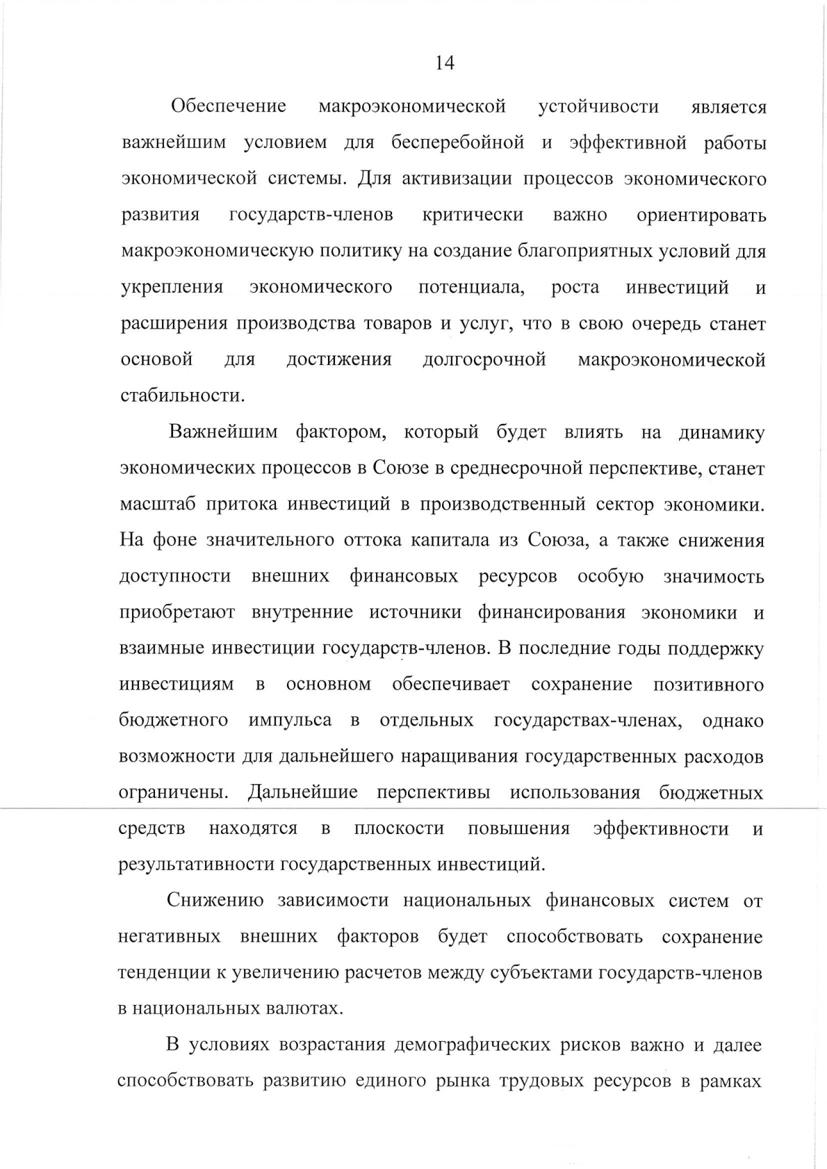 14
Обеспечение макроэкономической устойчивости является
важнейшим условием для бесперебойной и эффективной работы
экономической системы. Для активизации процессов экономического
развития государств-членов критически важно ориентировать
макроэкономическую политику на создание благоприятных условий для
укрепления экономического потенциала, роста инвестиций и
расширения производства товаров и услуг, что в свою очередь станет
основой для достижения долгосрочной макроэкономической
стабильности.
Важнейшим фактором, который будет влиять на динамику
экономических процессов в Союзе в среднесрочной перспективе, станет
масштаб притока инвестиций в производственный сектор экономики.
На фоне значительного оттока капитала из Союза, а также снижения
доступности внешних финансовых ресурсов особую значимость
приобретают внутренние источники финансирования экономики и
взаимные инвестиции государств-членов. В последние годы поддержку
инвестициям в основном обеспечивает сохранение позитивного
бюджетного импульса в отдельных государствах-членах, однако
возможности для дальнейшего наращивания государственных расходов
ограничены. Дальнейшие перспективы использования бюджетных
средств находятся в плоскости повышения эффективности и
результативности государственных инвестиций.
Снижению зависимости национальных финансовых систем от
негативных внешних факторов будет способствовать сохранение
тенденции к увеличению расчетов между субъектами государств-членов
в национальных валютах.
В условиях возрастания демографических рисков важно и далее
способствовать развитию единого рынка трудовых ресурсов в рамках